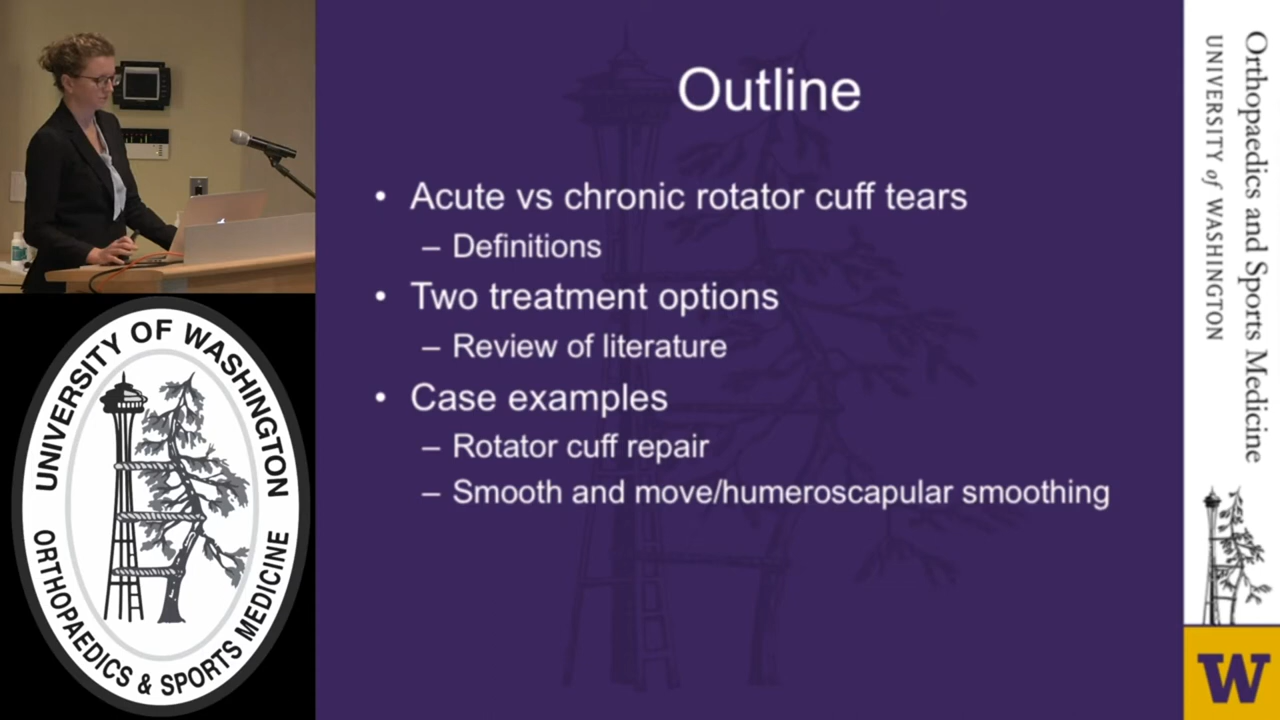 Outline
• Acute vs chronic rotator cuff tears
– Definitions
• Two treatment options
– Review of literature
• Case examples
– Rotator cuff repair
– Smooth and move/humeroscapular smoothing
UNIVERSITY OF WASHINGTON
ORTHOPAEDICS & SPORTS MEDICINE
Orthopaedics and Sports Medicine
UNIVERSITY of WASHINGTON
W